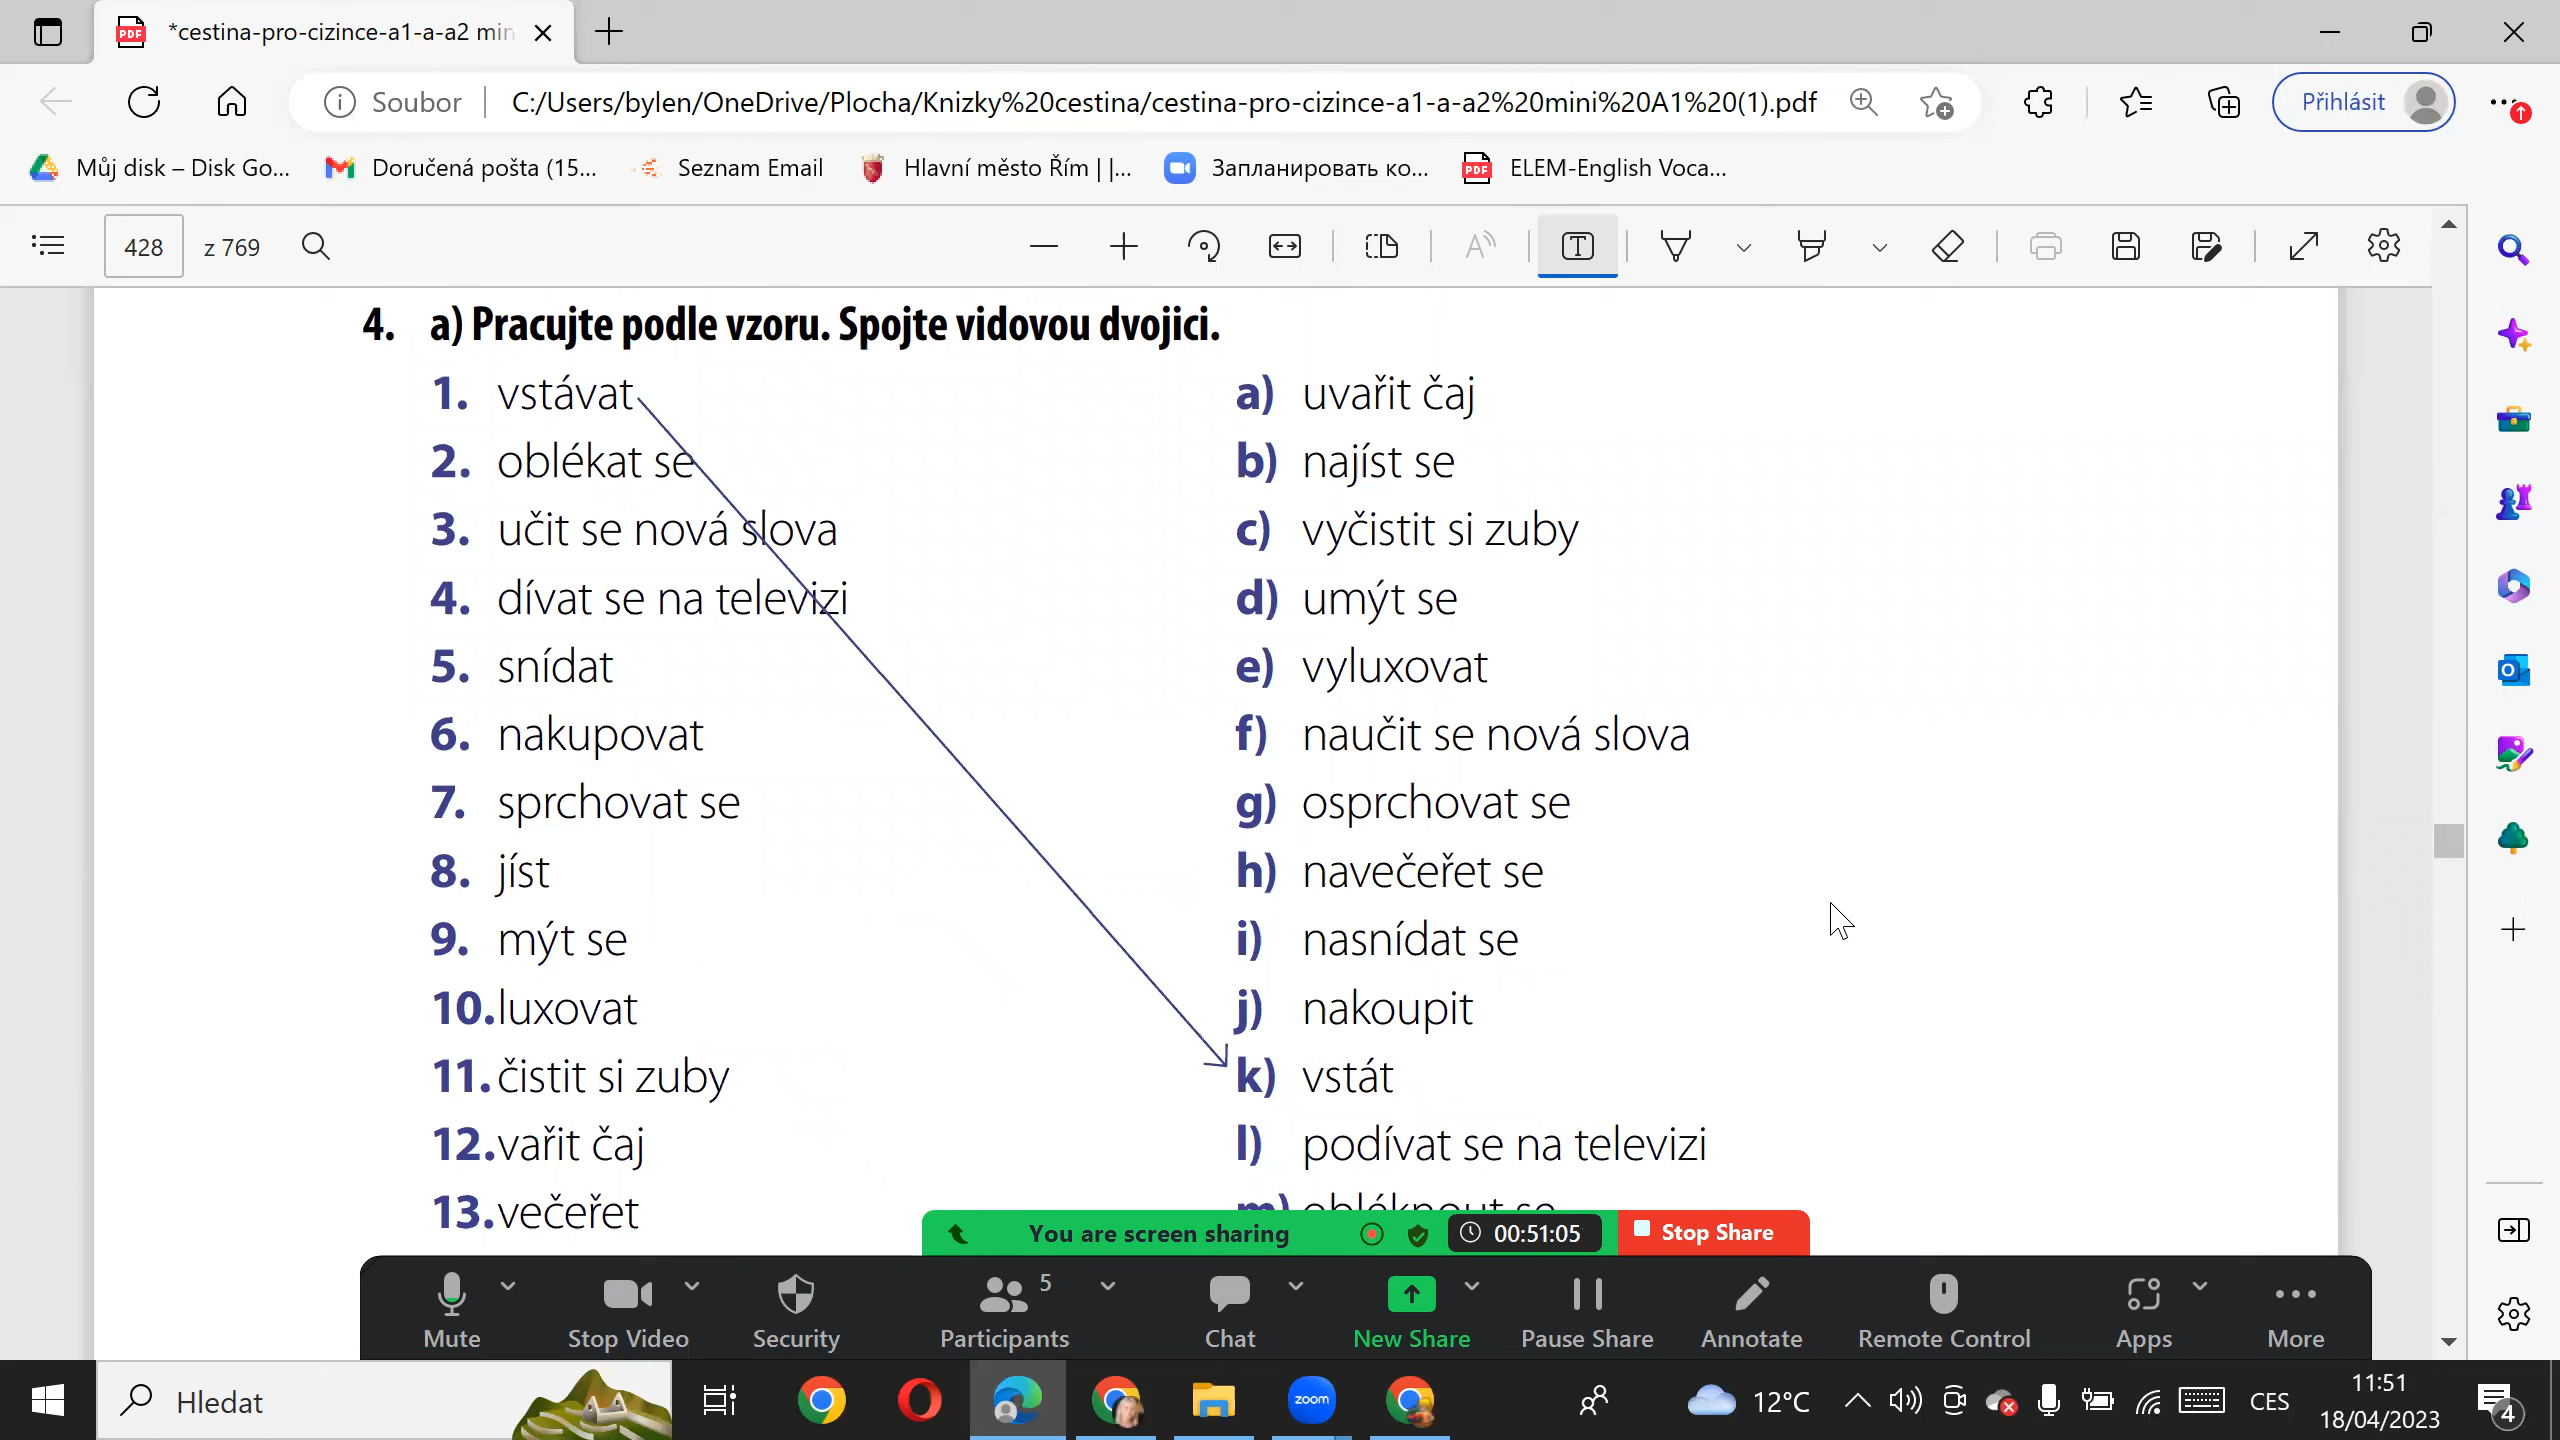 *cestina-pro-cizince-a1-a-a2 min
Soubor
C:/Users/bylen/OneDrive/Plocha/Knizky%20cestina/cestina-pro-cizince-a1-a-a2%20mini%20A1%20(1).pdf
Přihlásit
Můj disk – Disk Go...
Doručená pošta (15...
Seznam Email
Hlavní město Řím | |...
Запланировать ко...
ELEM-English Voca...
428
z 769
4. a) Pracujte podle vzoru. Spojte vidovou dvojici.
1. vstávat
a) uvařit čaj
2. oblékat se
b) najíst se
3. učit se nová slova
c) vyčistit si zuby
4. dívat se na televizi
d) umýt se
5. snídat
e) vyluxovat
6. nakupovat
f) naučit se nová slova
7. sprchovat se
g) osprchovat se
8. jíst
h) navečeřet se
9. mýt se
i) nasnídat se
10. luxovat
j) nakoupit
11. čistit si zuby
k) vstát
12. vařit čaj
l) podívat se na televizi
13. večeřet
m) obléknout se
You are screen sharing
00:51:05
Stop Share
Mute
Stop Video
Security
Participants 5
Chat
New Share
Pause Share
Annotate
Remote Control
Apps
More
Hledat
zoom
12°C
CES
11:51
18/04/2023
4